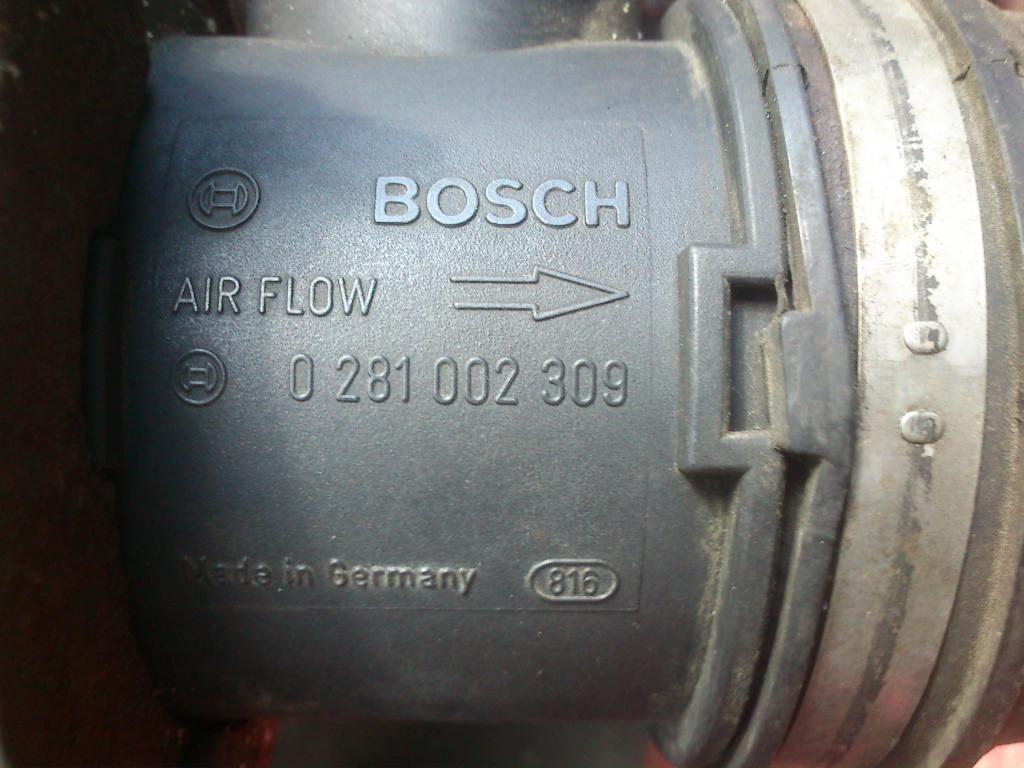 BOSCH
AIR FLOW
0 281 002 309
Made in Germany 816